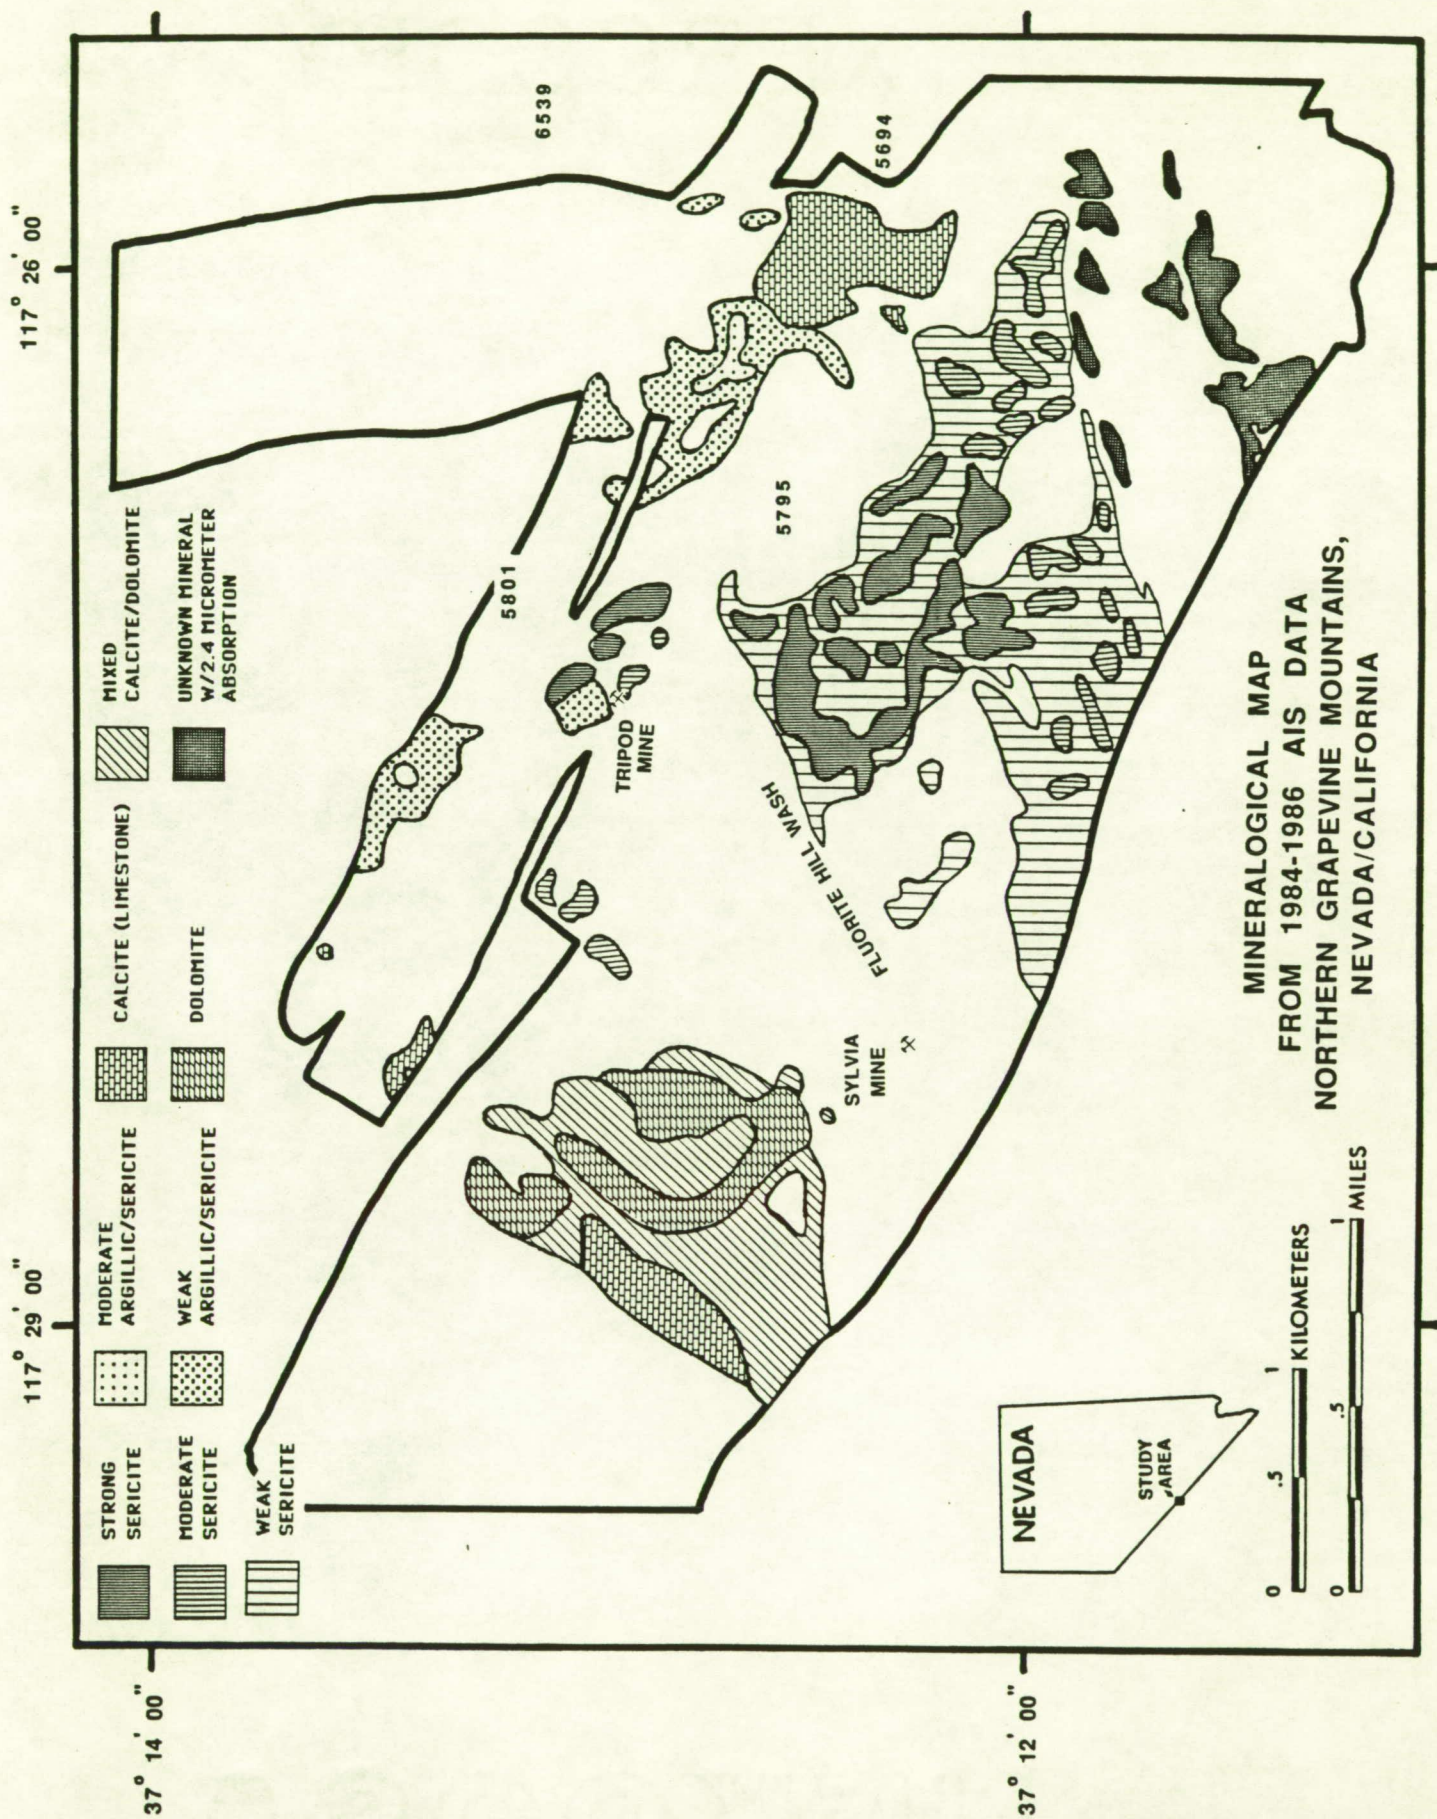 117° 29' 00"
117° 26' 00"
37° 14' 00"
37° 12' 00"
STRONG
SERICITE
MODERATE
SERICITE
WEAK
SERICITE
MODERATE
ARGILLIC/SERICITE
WEAK
ARGILLIC/SERICITE
CALCITE (LIMESTONE)
DOLOMITE
MIXED
CALCITE/DOLOMITE
UNKNOWN MINERAL
W/2.4 MICROMETER
ABSORPTION
6539
5801
5694
5795
TRIPOD
MINE
FLUORITE HILL WASH
SYLVIA
MINE
NEVADA
STUDY
AREA
0 .5 1
KILOMETERS
0 .5 1
MILES
MINERALOGICAL MAP
FROM 1984-1986 AIS DATA
NORTHERN GRAPEVINE MOUNTAINS,
NEVADA/CALIFORNIA